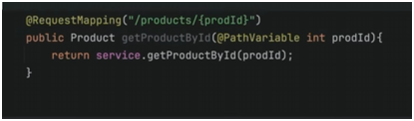 @RequestMapping("/products/{prodId}")
public Product getProductById(@PathVariable int prodId){
    return service.getProductById(prodId);
}